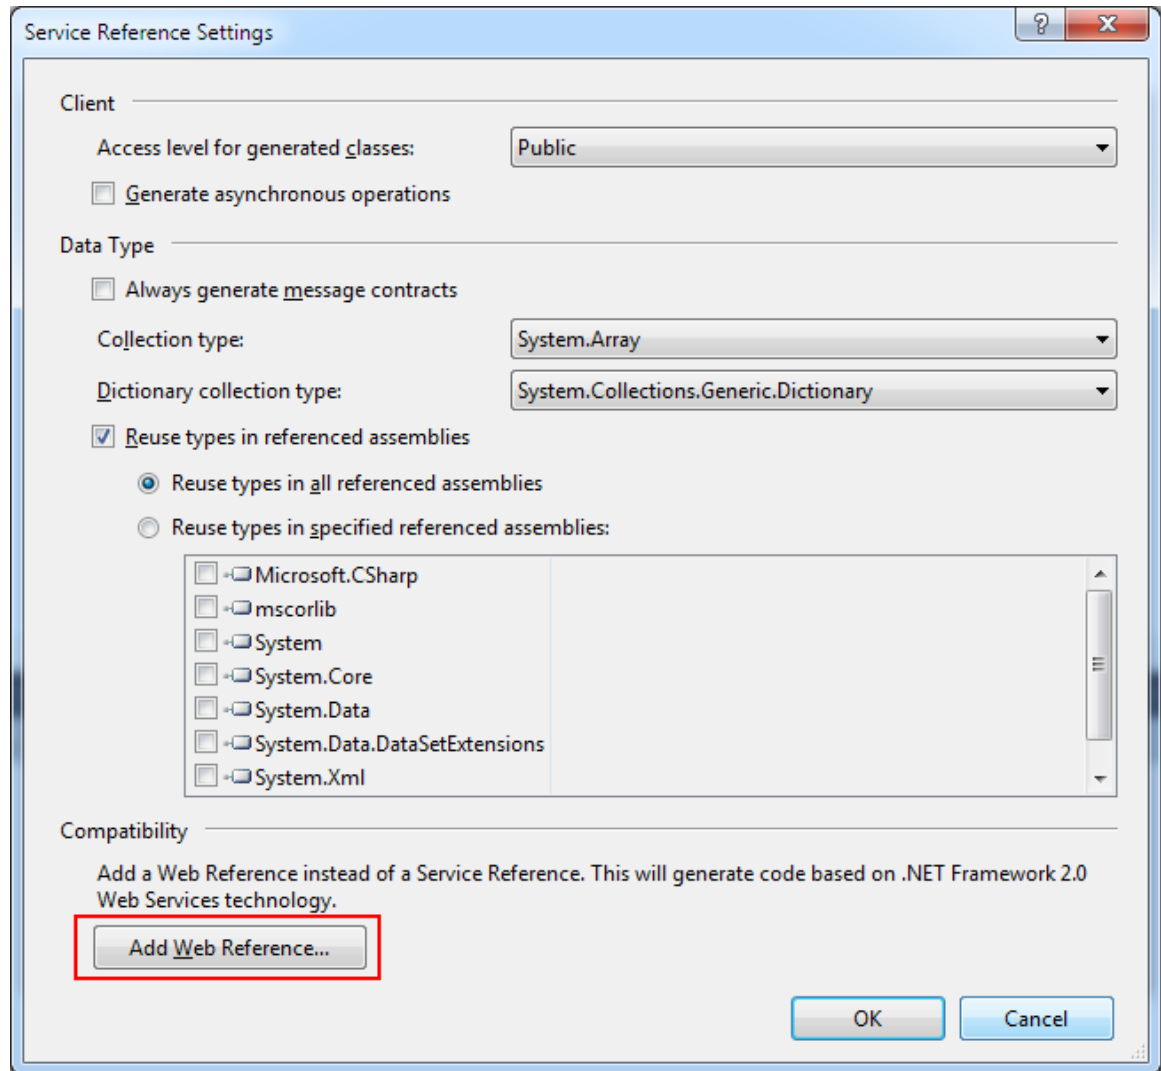 Service Reference Settings
Client
Access level for generated classes:
Public
Generate asynchronous operations
Data Type
Always generate message contracts
Collection type:
System.Array
Dictionary collection type:
System.Collections.Generic.Dictionary
Reuse types in referenced assemblies
Reuse types in all referenced assemblies
Reuse types in specified referenced assemblies:
Microsoft.CSharp
mscorlib
System
System.Core
System.Data
System.Data.DataSetExtensions
System.Xml
Compatibility
Add a Web Reference instead of a Service Reference. This will generate code based on .NET Framework 2.0
Web Services technology.
Add Web Reference...
OK
Cancel